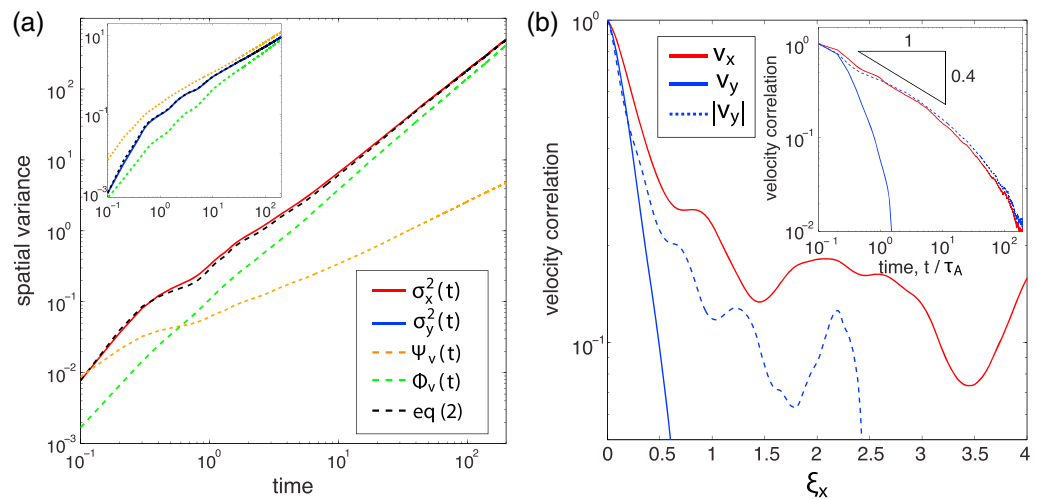 (a)
10^1
10^-1
10^-3
10^-1
10^0
10^1
10^2
10^2
10^1
10^0
10^-1
10^-2
10^-3
spatial variance
σ_x^2(t)
σ_y^2(t)
Ψ_v(t)
Φ_v(t)
eq (2)
10^-1
10^0
10^1
10^2
time
(b)
10^0
10^-1
velocity correlation
v_x
v_y
|v_y|
1
0.4
10^0
10^-1
10^-2
velocity correlation
10^-1
10^0
10^1
10^2
time, t / τ_A
0
0.5
1
1.5
2
2.5
3
3.5
4
ξ_x